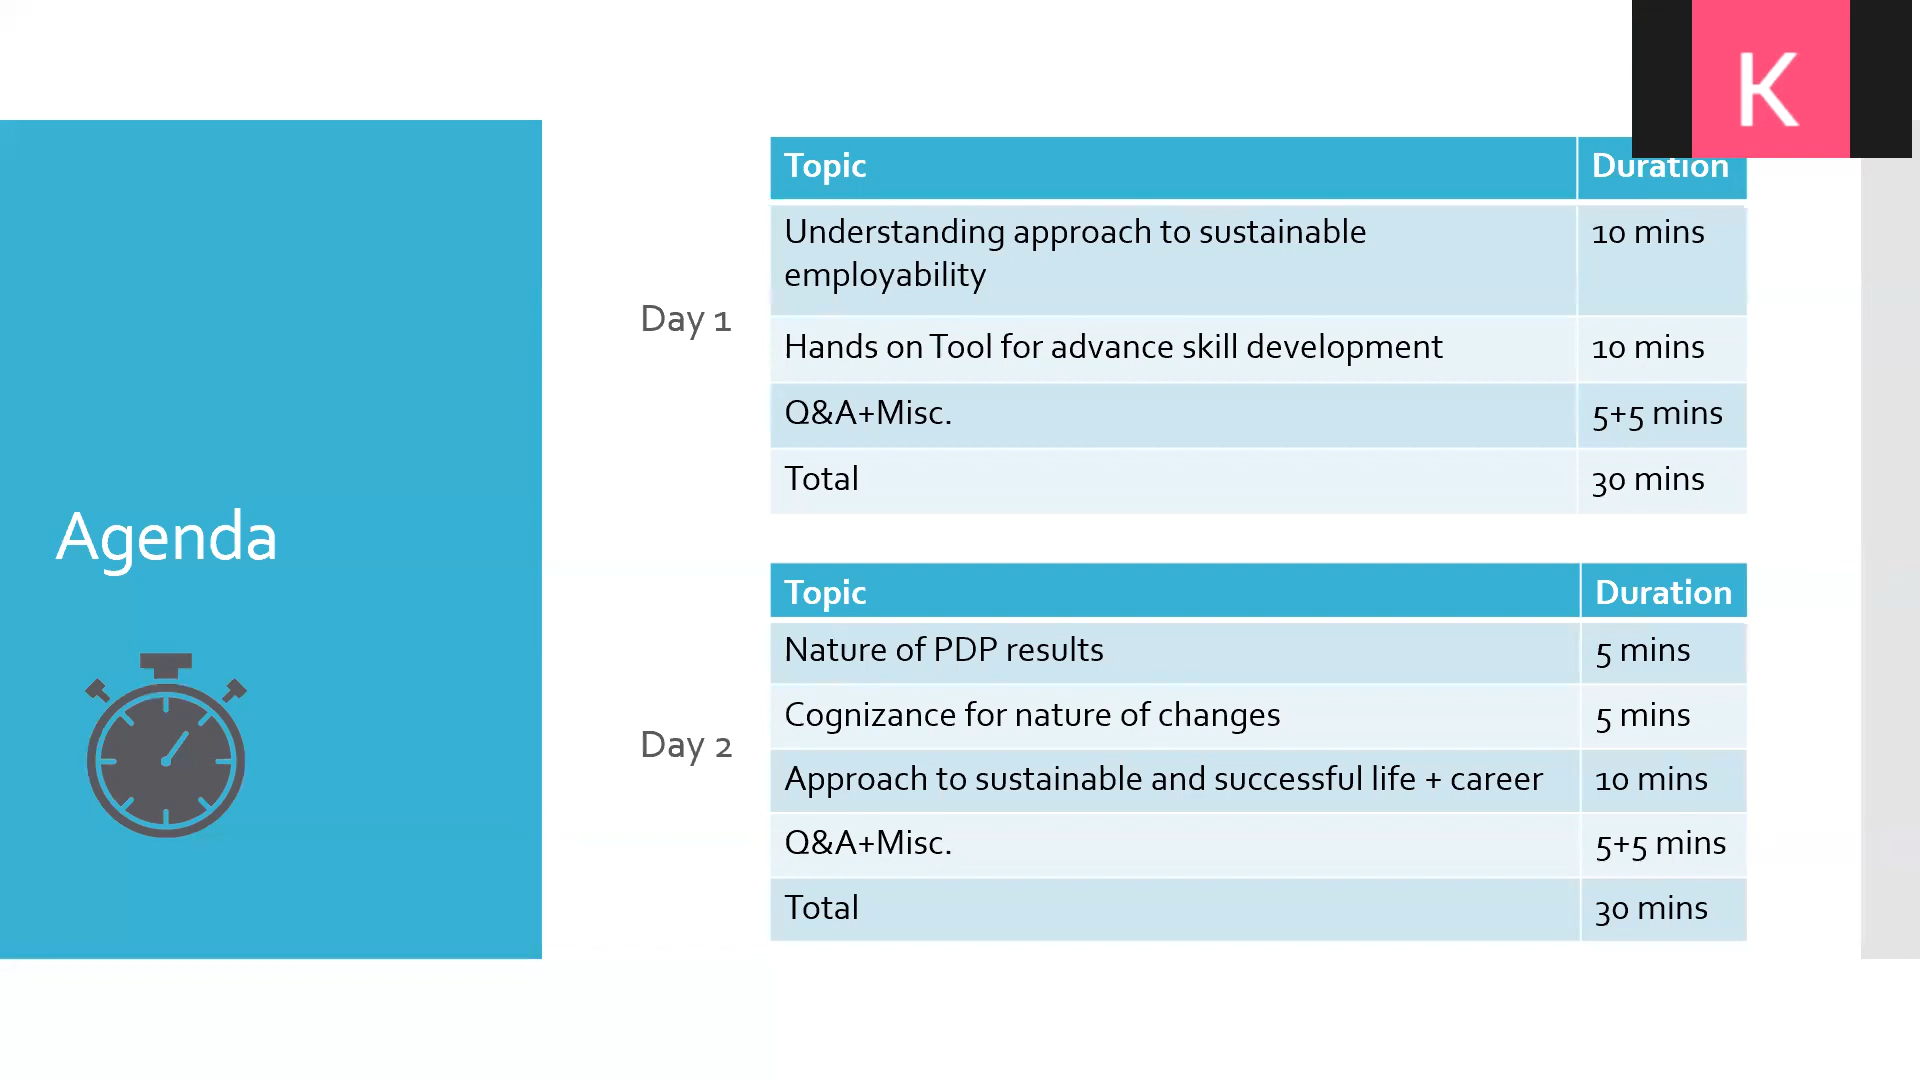 K
Agenda
Day 1
Topic Duration
Understanding approach to sustainable 10 mins
employability
Hands on Tool for advance skill development 10 mins
Q&A+Misc. 5+5 mins
Total 30 mins
Day 2
Topic Duration
Nature of PDP results 5 mins
Cognizance for nature of changes 5 mins
Approach to sustainable and successful life + career 10 mins
Q&A+Misc. 5+5 mins
Total 30 mins